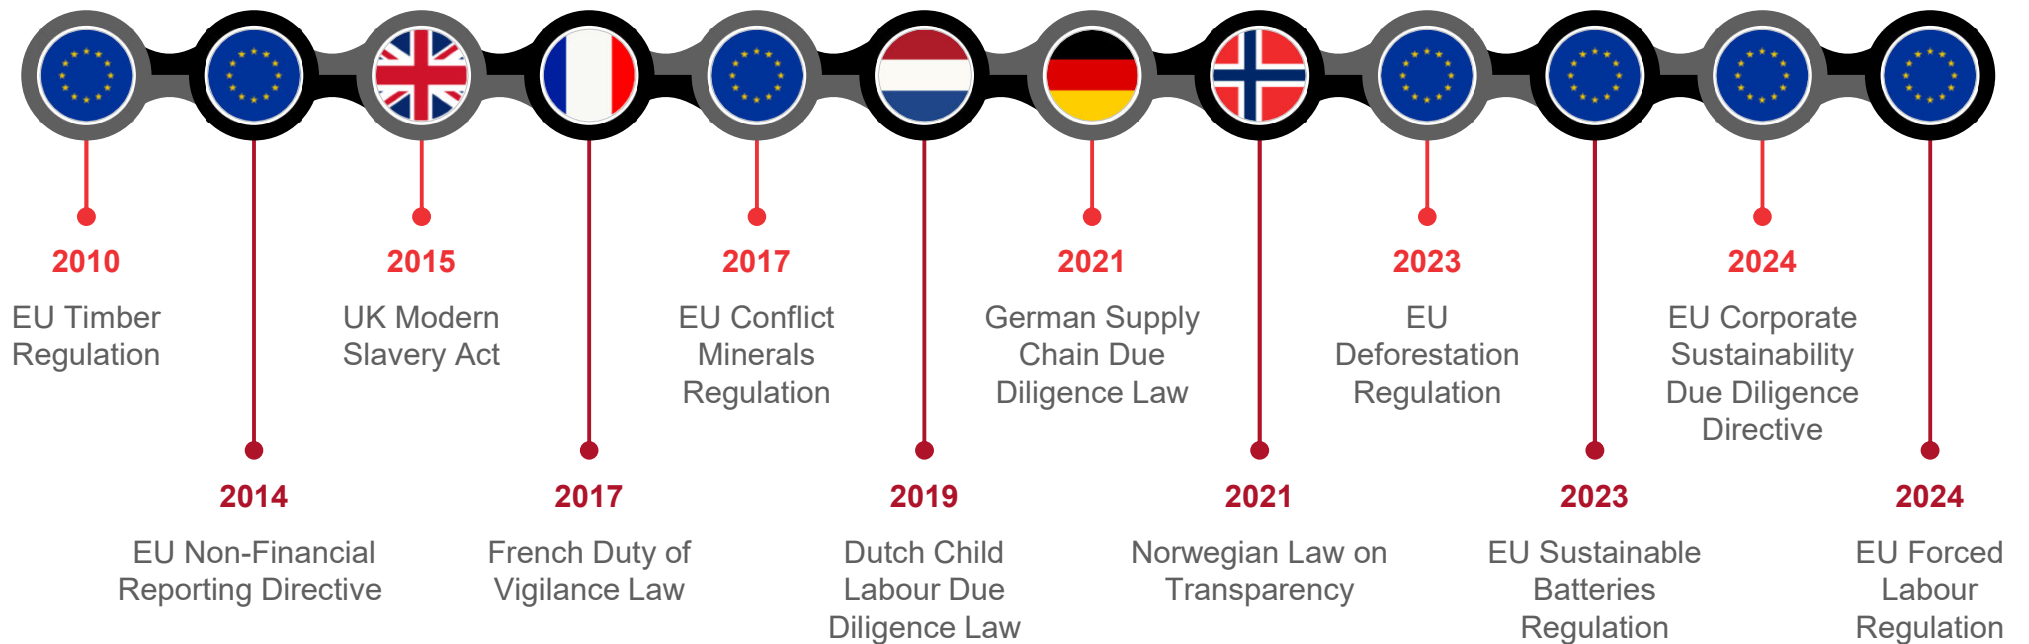 2010
EU Timber
Regulation
2014
EU Non-Financial
Reporting Directive
2015
UK Modern
Slavery Act
2017
French Duty of
Vigilance Law
2017
EU Conflict
Minerals
Regulation
2019
Dutch Child
Labour Due
Diligence Law
2021
German Supply
Chain Due
Diligence Law
2021
Norwegian Law on
Transparency
2023
EU
Deforestation
Regulation
2023
EU Sustainable
Batteries
Regulation
2024
EU Corporate
Sustainability
Due Diligence
Directive
2024
EU Forced
Labour
Regulation